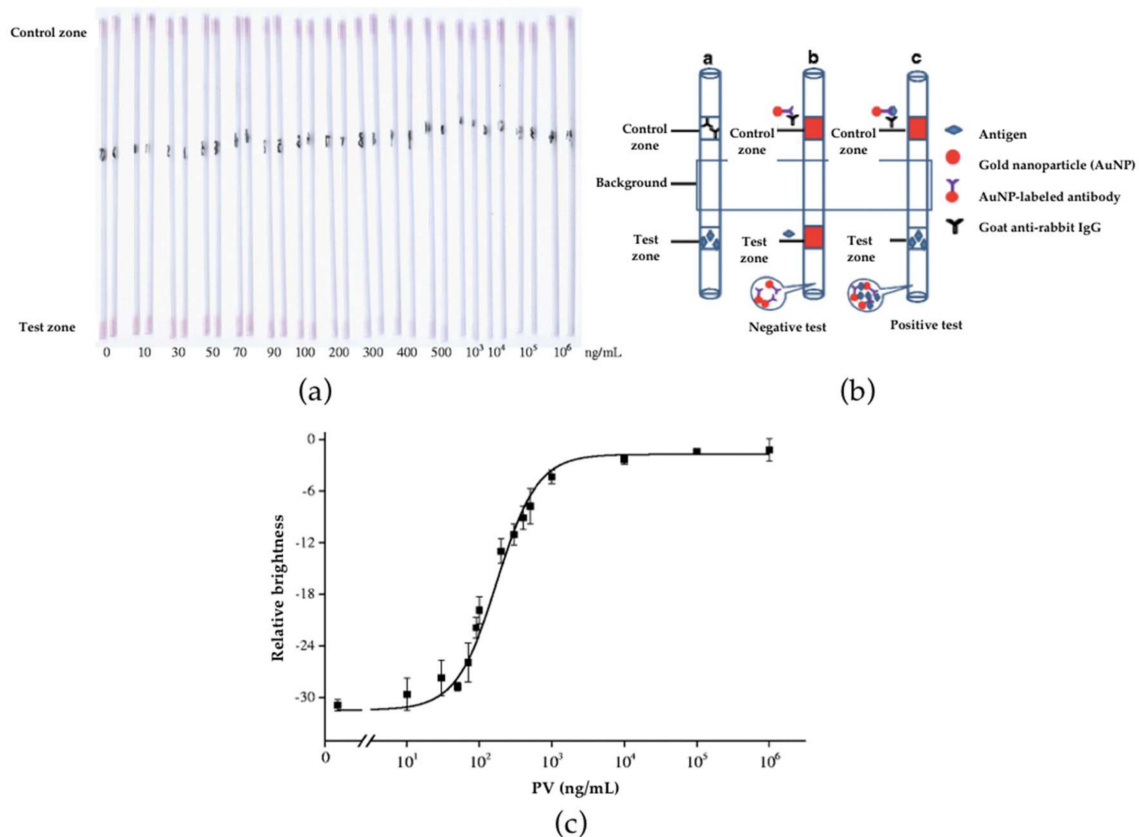 Control zone
Test zone
0 10 30 50 70 90 100 200 300 400 500 10³ 10⁴ 10⁵ 10⁶ ng/mL
(a)
a b c
Control zone
Control zone
Control zone
Background
Test zone
Test zone
Test zone
Negative test
Positive test
Antigen
Gold nanoparticle (AuNP)
AuNP-labeled antibody
Goat anti-rabbit IgG
(b)
Relative brightness
0
-6
-12
-18
-24
-30
0 10¹ 10² 10³ 10⁴ 10⁵ 10⁶
PV (ng/mL)
(c)